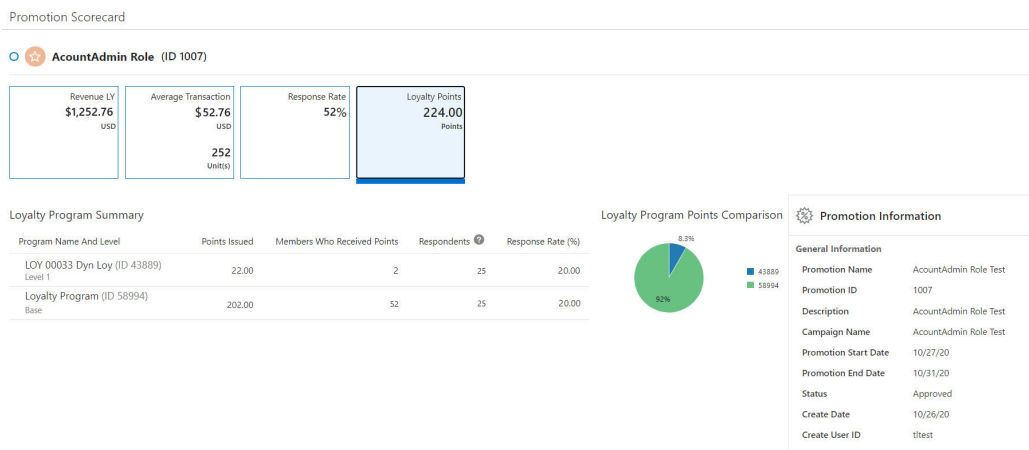 Promotion Scorecard
AcountAdmin Role (ID 1007)
Revenue LY
$1,252.76
USD
Average Transaction
$52.76
USD
252
Unit(s)
Response Rate
52%
Loyalty Points
224.00
Points
Loyalty Program Summary
Program Name And Level Points Issued Members Who Received Points Respondents ? Response Rate (%)
LOY 00033 Dyn Loy (ID 43889) 22.00 2 25 20.00
Level 1
Loyalty Program (ID 58994) 202.00 52 25 20.00
Base
Loyalty Program Points Comparison
8.3%
92%
43889
58994
Promotion Information
General Information
Promotion Name AcountAdmin Role Test
Promotion ID 1007
Description AcountAdmin Role Test
Campaign Name AcountAdmin Role Test
Promotion Start Date 10/27/20
Promotion End Date 10/31/20
Status Approved
Create Date 10/26/20
Create User ID tltest